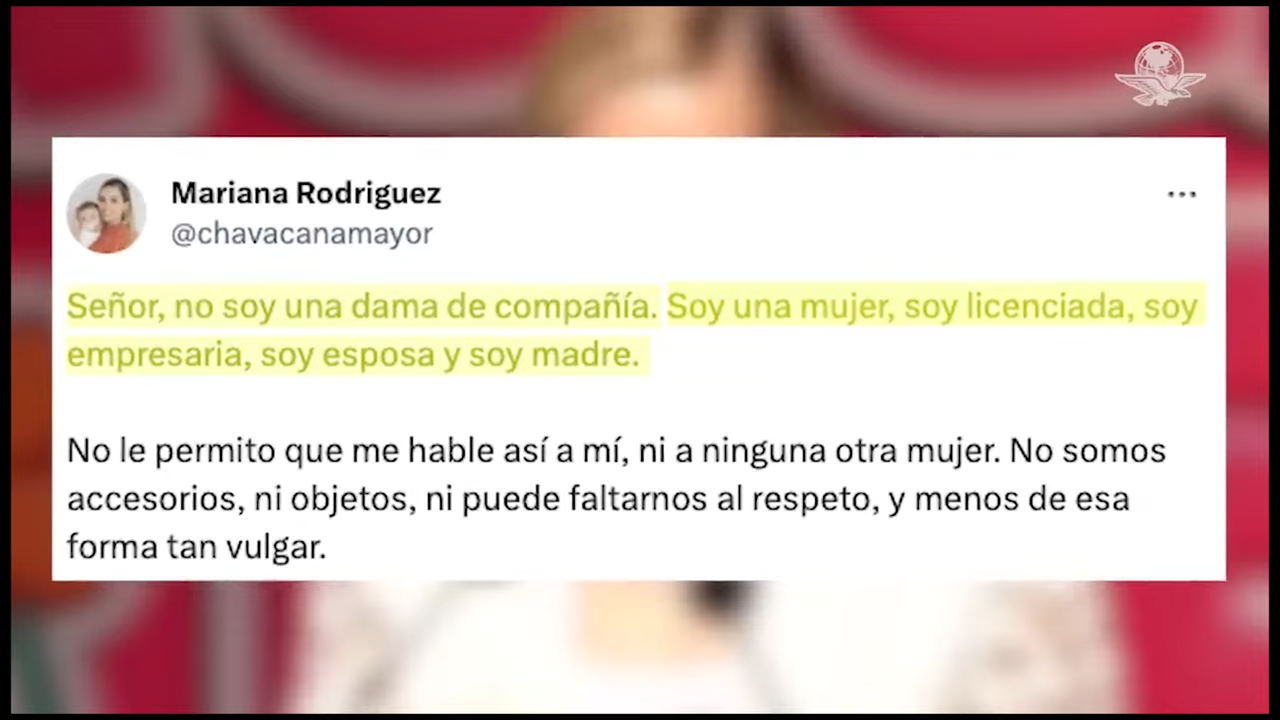 Mariana Rodriguez
@chavacanamayor
Señor, no soy una dama de compañía. Soy una mujer, soy licenciada, soy
empresaria, soy esposa y soy madre.
No le permito que me hable así a mí, ni a ninguna otra mujer. No somos
accesorios, ni objetos, ni puede faltarnos al respeto, y menos de esa
forma tan vulgar.